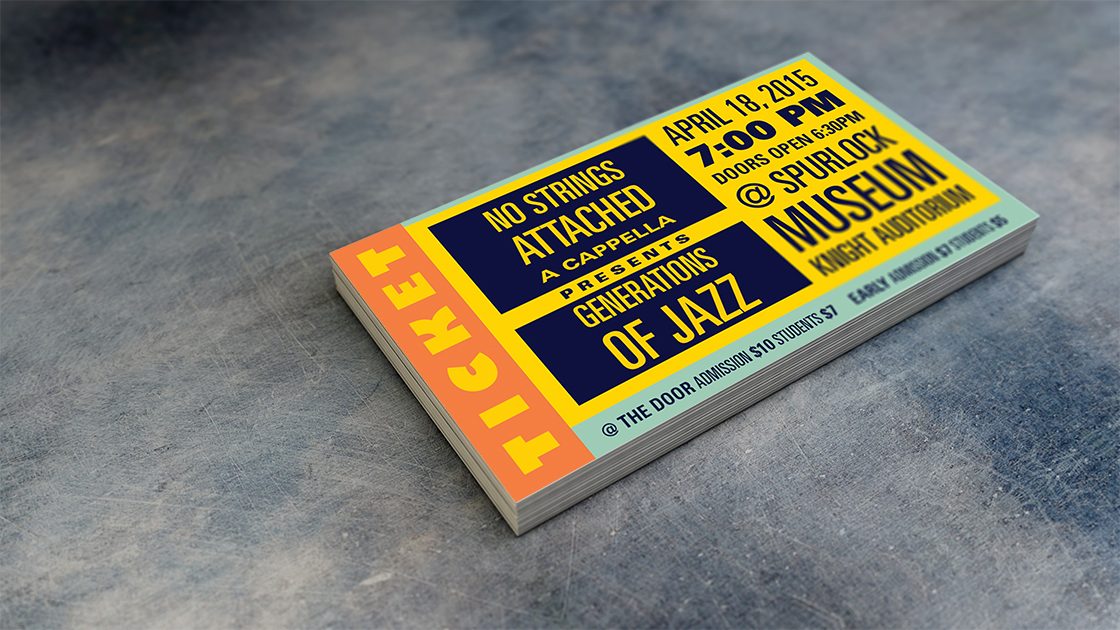 TICKET
NO STRINGS
ATTACHED
A CAPPELLA
PRESENTS
GENERATIONS
OF JAZZ
APRIL 18, 2015
7:00 PM
DOORS OPEN 6:30PM
@ SPURLOCK
MUSEUM
KNIGHT AUDITORIUM
@ THE DOOR ADMISSION $10 STUDENTS $7 EARLY ADMISSION $7 STUDENTS $5